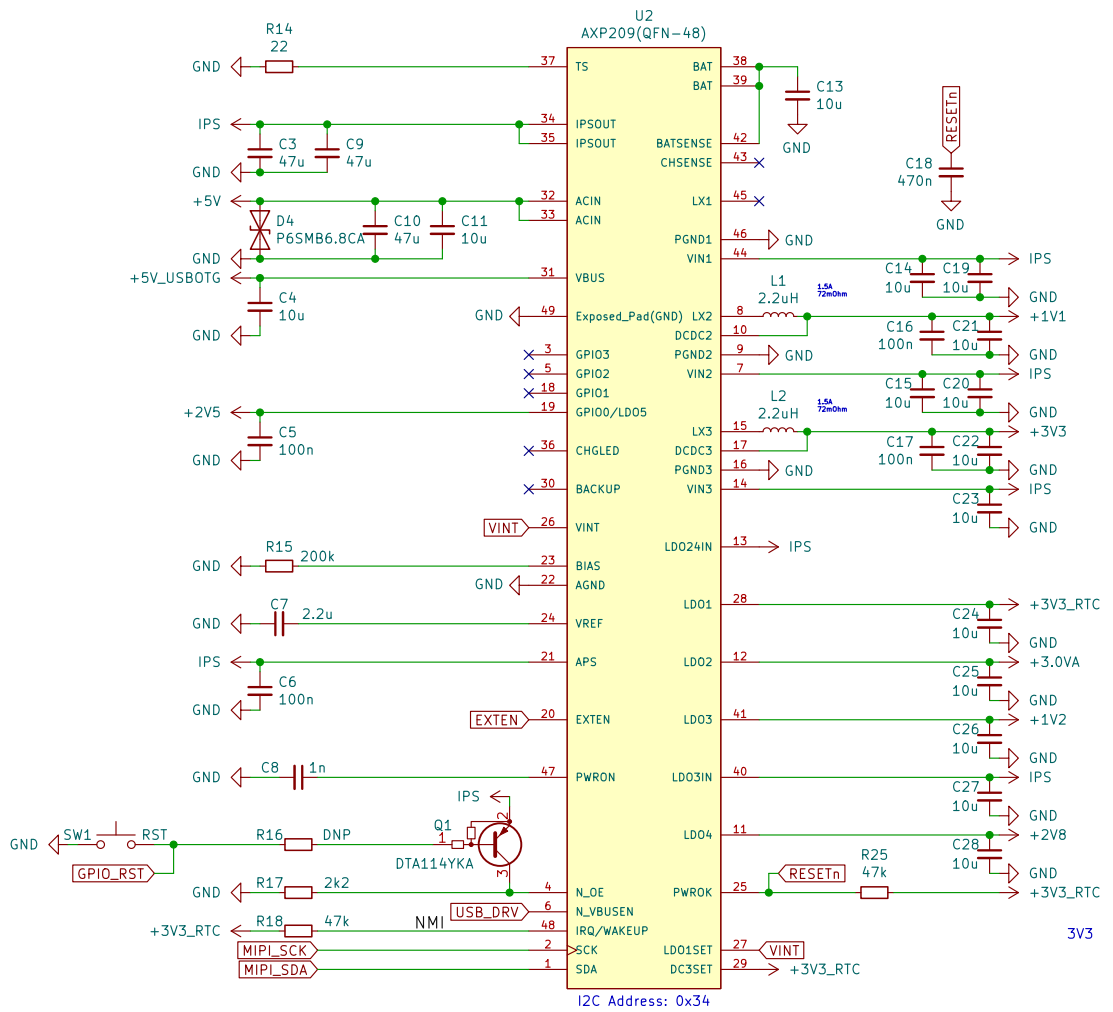 U2
AXP209(QFN-48)
R14
22
GND
37
TS
BAT
38
BAT
39
C13
10u
GND
IPS
34
IPSOUT
35
IPSOUT
C3
47u
C9
47u
GND
BATSENSE
42
CHSENSE
43
RESETn
C18
470n
GND
+5V
32
ACIN
33
ACIN
LX1
45
D4
P6SMB6.8CA
C10
47u
C11
10u
GND
PGND1
46
GND
VIN1
44
IPS
C14
10u
C19
10u
GND
+5V_USBOTG
31
VBUS
C4
10u
GND
L1
2.2uH
1.5A
72mOhm
GND
49
Exposed_Pad(GND)
LX2
8
+1V1
DCDC2
10
C16
100n
C21
10u
GND
3
GPIO3
PGND2
9
GND
5
GPIO2
VIN2
7
IPS
18
GPIO1
C15
10u
C20
10u
GND
L2
2.2uH
1.5A
72mOhm
+2V5
19
GPIO0/LDO5
C5
100n
GND
LX3
15
+3V3
36
CHGLED
DCDC3
17
C17
100n
C22
10u
GND
PGND3
16
GND
30
BACKUP
VIN3
14
IPS
C23
10u
GND
VINT
26
VINT
LDO24IN
13
IPS
R15
200k
GND
23
BIAS
GND
22
AGND
LDO1
28
+3V3_RTC
C24
10u
GND
C7
2.2u
GND
24
VREF
IPS
21
APS
C6
100n
GND
LDO2
12
+3.0VA
C25
10u
GND
EXTEN
20
EXTEN
LDO3
41
+1V2
C26
10u
GND
C8
1n
GND
47
PWRON
LDO3IN
40
IPS
C27
10u
GND
IPS
2
Q1
1
DTA114YKA
3
GND
SW1
RST
R16
DNP
GPIO_RST
LDO4
11
+2V8
C28
10u
GND
GND
R17
2k2
4
N_OE
PWROK
25
RESETn
R25
47k
+3V3_RTC
USB_DRV
6
N_VBUSEN
+3V3_RTC
R18
47k
NMI
48
IRQ/WAKEUP
3V3
MIPI_SCK
2
SCK
LDO1SET
27
VINT
MIPI_SDA
1
SDA
DC3SET
29
+3V3_RTC
I2C Address: 0x34